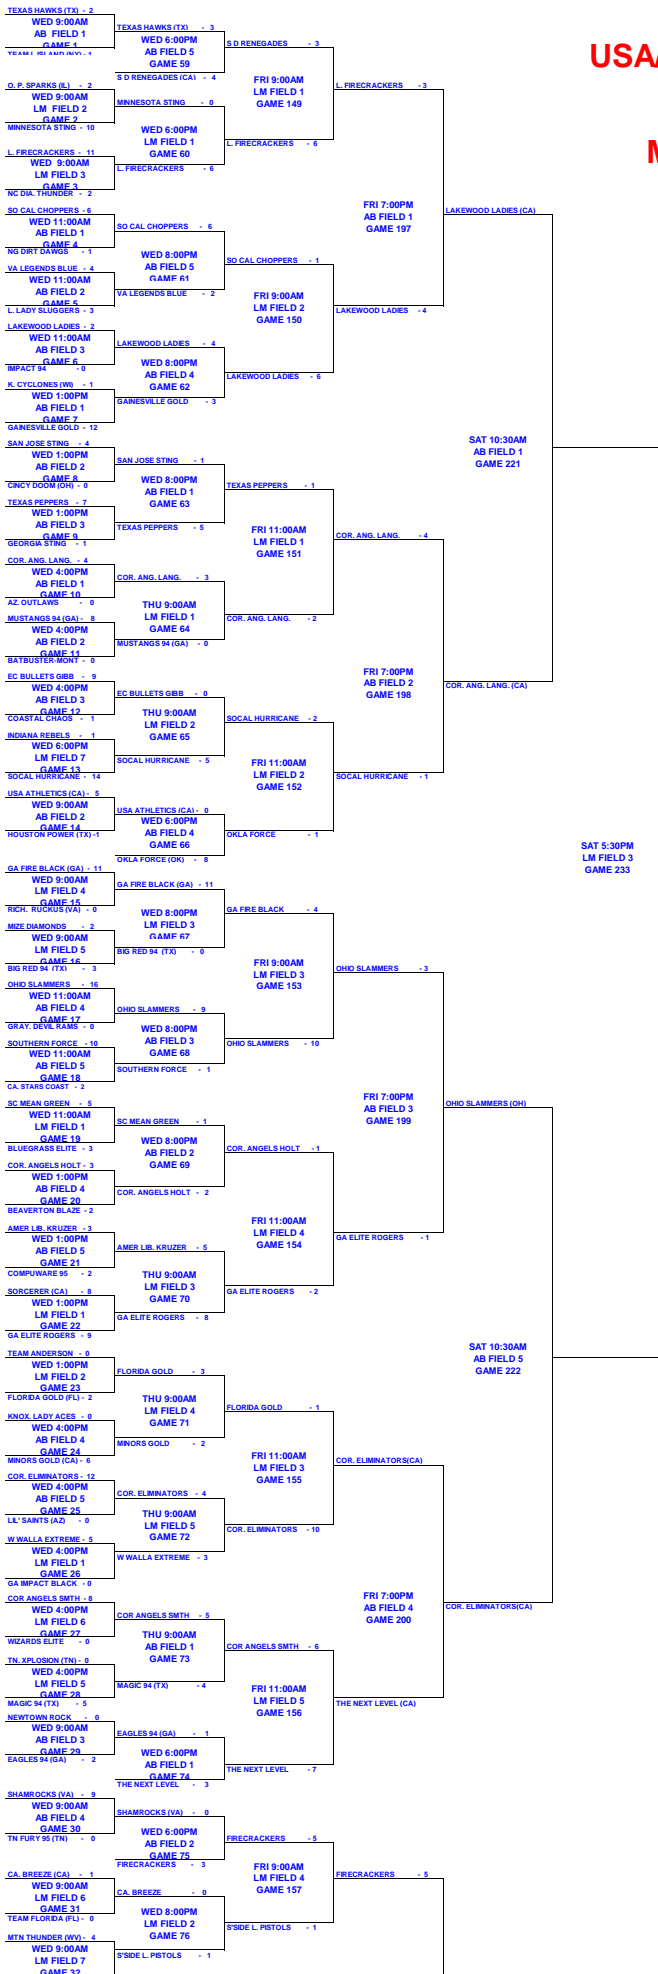 TEXAS HAWKS (TX) - 2
WED 9:00AM
AB FIELD 1
GAME 1
TEAM L ISLAND (NY) - 1
O. P. SPARKS (IL) - 2
WED 9:00AM
LM FIELD 2
GAME 2
MINNESOTA STING - 10
L. FIRECRACKERS - 11
WED 9:00AM
LM FIELD 3
GAME 3
NC DIA. THUNDER - 2
SO CAL CHOPPERS - 6
WED 11:00AM
AB FIELD 1
GAME 4
NG DIRT DAWGS - 1
VA LEGENDS BLUE - 4
WED 11:00AM
AB FIELD 2
GAME 5
L. LADY SLUGGERS - 3
LAKEWOOD LADIES - 2
WED 11:00AM
AB FIELD 3
GAME 6
IMPACT 94 - 0
K. CYCLONES (WI) - 1
WED 1:00PM
AB FIELD 1
GAME 7
GAINESVILLE GOLD - 12
SAN JOSE STING - 4
WED 1:00PM
AB FIELD 2
GAME 8
CINCY DOOM (OH) - 0
TEXAS PEPPERS - 7
WED 1:00PM
AB FIELD 3
GAME 9
GEORGIA STING - 1
COR. ANG. LANG. - 4
WED 4:00PM
AB FIELD 1
GAME 10
AZ. OUTLAWS - 0
MUSTANGS 94 (GA) - 8
WED 4:00PM
AB FIELD 2
GAME 11
BATBUSTER-MONT - 0
EC BULLETS GIBB - 9
WED 4:00PM
AB FIELD 3
GAME 12
COASTAL CHAOS - 1
INDIANA REBELS - 1
WED 6:00PM
LM FIELD 7
GAME 13
SOCAL HURRICANE - 14
USA ATHLETICS (CA) - 5
WED 9:00AM
AB FIELD 2
GAME 14
HOUSTON POWER (TX) -1
GA FIRE BLACK (GA) - 11
WED 9:00AM
LM FIELD 4
GAME 15
RICH. RUCKUS (VA) - 0
MIZE DIAMONDS - 2
WED 9:00AM
LM FIELD 5
GAME 16
BIG RED 94 (TX) - 3
OHIO SLAMMERS - 16
WED 11:00AM
AB FIELD 4
GAME 17
GRAY. DEVIL RAMS - 0
SOUTHERN FORCE - 10
WED 11:00AM
AB FIELD 5
GAME 18
CA. STARS COAST - 2
SC MEAN GREEN - 5
WED 11:00AM
LM FIELD 1
GAME 19
BLUEGRASS ELITE - 3
COR. ANGELS HOLT - 3
WED 1:00PM
AB FIELD 4
GAME 20
BEAVERTON BLAZE - 2
AMER LIB. KRUZER - 3
WED 1:00PM
AB FIELD 5
GAME 21
COMPUWARE 95 - 2
SORCERER (CA) - 8
WED 1:00PM
LM FIELD 1
GAME 22
GA ELITE ROGERS - 9
TEAM ANDERSON - 0
WED 1:00PM
LM FIELD 2
GAME 23
FLORIDA GOLD (FL) - 2
KNOX. LADY ACES - 0
WED 4:00PM
AB FIELD 4
GAME 24
MINORS GOLD (CA) - 6
COR. ELIMINATORS - 12
WED 4:00PM
AB FIELD 5
GAME 25
LIL' SAINTS (AZ) - 0
W WALLA EXTREME - 5
WED 4:00PM
LM FIELD 1
GAME 26
GA IMPACT BLACK - 0
COR ANGELS SMTH - 8
WED 4:00PM
LM FIELD 6
GAME 27
WIZARDS ELITE - 0
TN. XPLOSION (TN) - 0
WED 4:00PM
LM FIELD 5
GAME 28
MAGIC 94 (TX) - 5
NEWTOWN ROCK - 0
WED 9:00AM
AB FIELD 3
GAME 29
EAGLES 94 (GA) - 2
SHAMROCKS (VA) - 9
WED 9:00AM
AB FIELD 4
GAME 30
TN FURY 95 (TN) - 0
CA. BREEZE (CA) - 1
WED 9:00AM
LM FIELD 6
GAME 31
TEAM FLORIDA (FL) - 0
MTN THUNDER (WV) - 4
WED 9:00AM
LM FIELD 7
GAME 32
TEXAS HAWKS (TX) - 3
WED 6:00PM
AB FIELD 5
GAME 59
S D RENEGADES (CA) - 4
MINNESOTA STING - 0
WED 6:00PM
LM FIELD 1
GAME 60
L. FIRECRACKERS - 6
SO CAL CHOPPERS - 6
WED 8:00PM
AB FIELD 5
GAME 61
VA LEGENDS BLUE - 2
LAKEWOOD LADIES - 4
WED 8:00PM
AB FIELD 4
GAME 62
GAINESVILLE GOLD - 3
SAN JOSE STING - 1
WED 8:00PM
AB FIELD 1
GAME 63
TEXAS PEPPERS - 5
COR. ANG. LANG. - 3
THU 9:00AM
LM FIELD 1
GAME 64
MUSTANGS 94 (GA) - 0
EC BULLETS GIBB - 0
THU 9:00AM
LM FIELD 2
GAME 65
SOCAL HURRICANE - 5
USA ATHLETICS (CA) - 0
WED 6:00PM
AB FIELD 4
GAME 66
OKLA FORCE (OK) - 8
GA FIRE BLACK (GA) - 11
WED 8:00PM
LM FIELD 3
GAME 67
BIG RED 94 (TX) - 0
OHIO SLAMMERS - 9
WED 8:00PM
AB FIELD 3
GAME 68
SOUTHERN FORCE - 1
SC MEAN GREEN - 1
WED 8:00PM
AB FIELD 2
GAME 69
COR. ANGELS HOLT - 2
AMER LIB. KRUZER - 5
THU 9:00AM
LM FIELD 3
GAME 70
GA ELITE ROGERS - 8
FLORIDA GOLD - 3
THU 9:00AM
LM FIELD 4
GAME 71
MINORS GOLD - 2
COR. ELIMINATORS - 4
THU 9:00AM
LM FIELD 5
GAME 72
W WALLA EXTREME - 3
COR ANGELS SMTH - 5
THU 9:00AM
AB FIELD 1
GAME 73
MAGIC 94 (TX) - 4
EAGLES 94 (GA) - 1
WED 6:00PM
AB FIELD 1
GAME 74
THE NEXT LEVEL - 3
SHAMROCKS (VA) - 0
WED 6:00PM
AB FIELD 2
GAME 75
FIRECRACKERS - 3
CA. BREEZE - 0
WED 8:00PM
LM FIELD 2
GAME 76
S'SIDE L. PISTOLS - 1
S D RENEGADES - 3
FRI 9:00AM
LM FIELD 1
GAME 149
L. FIRECRACKERS - 6
SO CAL CHOPPERS - 1
FRI 9:00AM
LM FIELD 2
GAME 150
LAKEWOOD LADIES - 6
TEXAS PEPPERS - 1
FRI 11:00AM
LM FIELD 1
GAME 151
COR. ANG. LANG. - 2
SOCAL HURRICANE - 2
FRI 11:00AM
LM FIELD 2
GAME 152
OKLA FORCE - 1
GA FIRE BLACK - 4
FRI 9:00AM
LM FIELD 3
GAME 153
OHIO SLAMMERS - 10
COR. ANGELS HOLT - 1
FRI 11:00AM
LM FIELD 4
GAME 154
GA ELITE ROGERS - 2
FLORIDA GOLD - 1
FRI 11:00AM
LM FIELD 3
GAME 155
COR. ELIMINATORS - 10
COR ANGELS SMTH - 6
FRI 11:00AM
LM FIELD 5
GAME 156
THE NEXT LEVEL - 7
FIRECRACKERS - 5
FRI 9:00AM
LM FIELD 4
GAME 157
S'SIDE L. PISTOLS - 1
L. FIRECRACKERS - 3
FRI 7:00PM
AB FIELD 1
GAME 197
LAKEWOOD LADIES - 4
COR. ANG. LANG. - 4
FRI 7:00PM
AB FIELD 2
GAME 198
SOCAL HURRICANE - 1
OHIO SLAMMERS - 3
FRI 7:00PM
AB FIELD 3
GAME 199
GA ELITE ROGERS - 1
COR. ELIMINATORS(CA)
FRI 7:00PM
AB FIELD 4
GAME 200
THE NEXT LEVEL (CA)
FIRECRACKERS - 5
LAKEWOOD LADIES (CA)
SAT 10:30AM
AB FIELD 1
GAME 221
COR. ANG. LANG. (CA)
OHIO SLAMMERS (OH)
SAT 10:30AM
AB FIELD 5
GAME 222
COR. ELIMINATORS(CA)
SAT 5:30PM
LM FIELD 3
GAME 233
USA
M